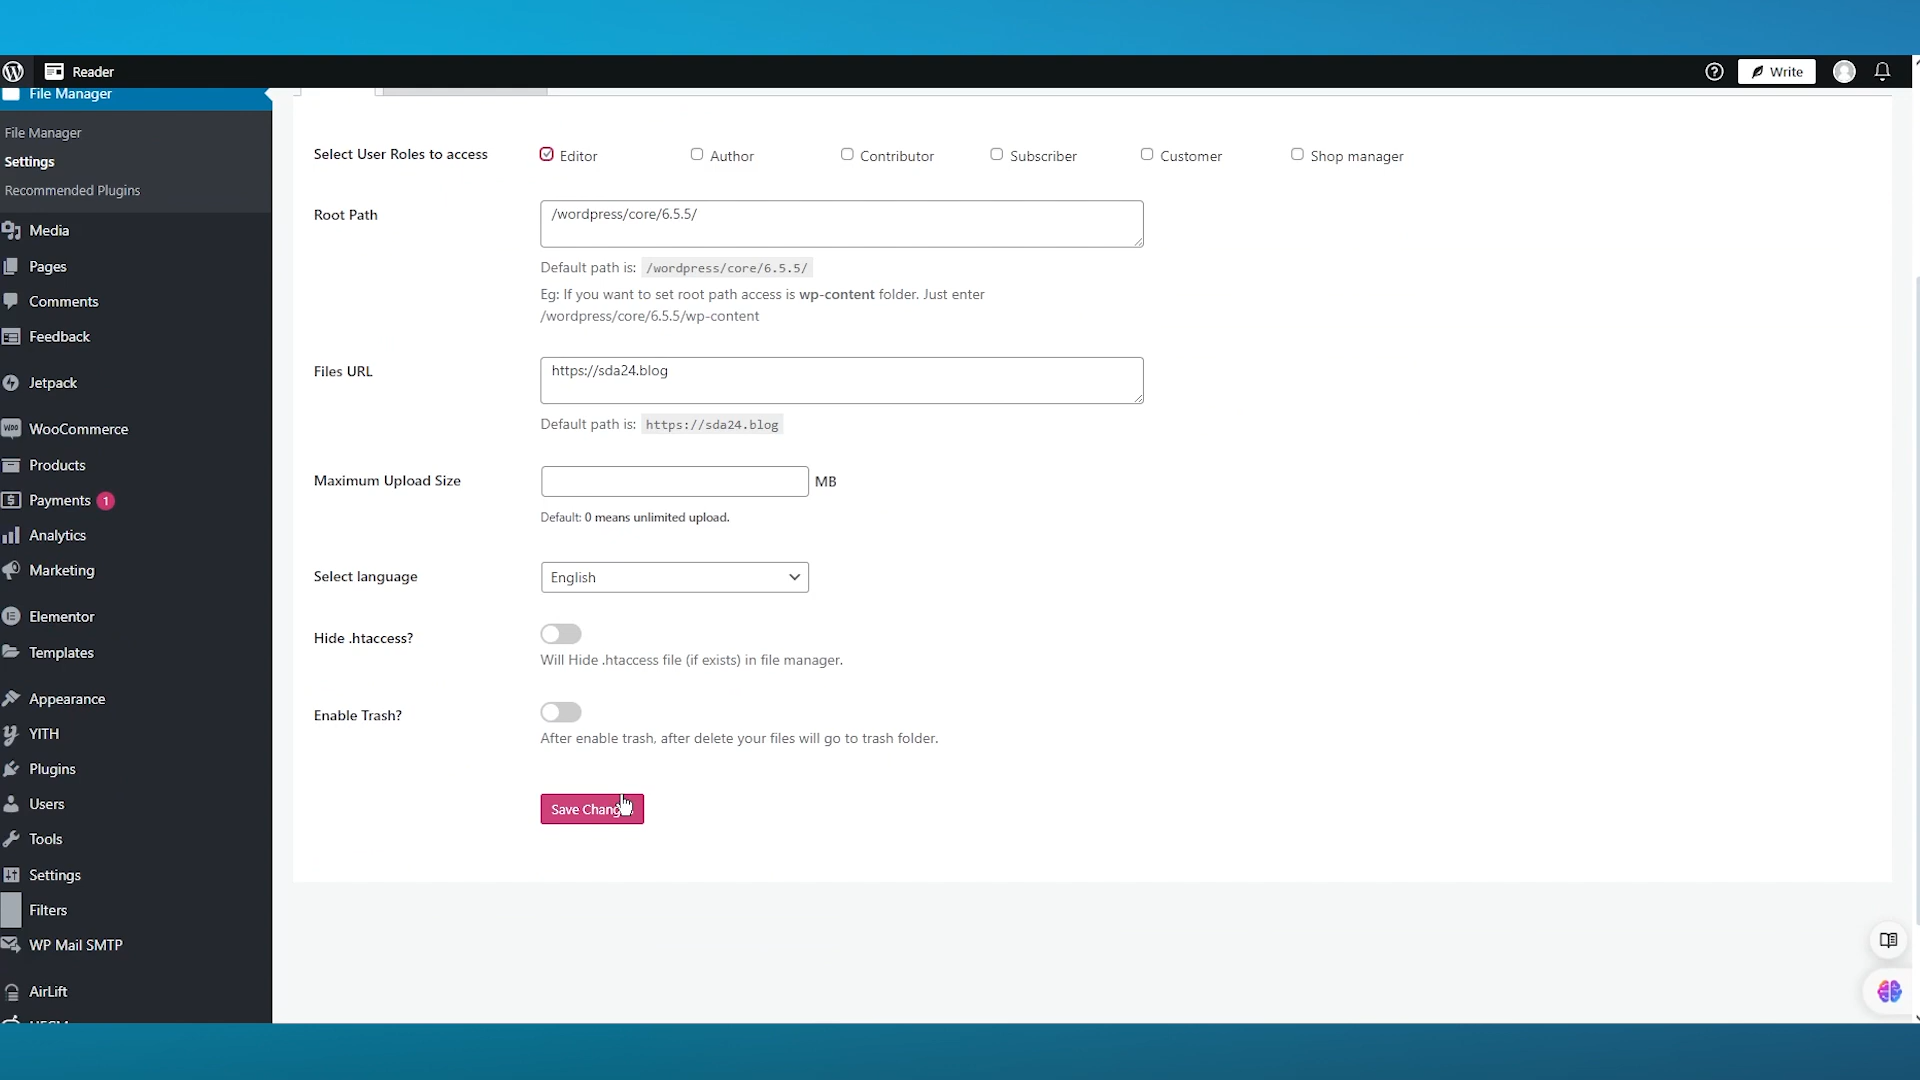 Reader
Write
File Manager
File Manager
Settings
Recommended Plugins
Media
Pages
Comments
Feedback
Jetpack
WooCommerce
Products
Payments 1
Analytics
Marketing
Elementor
Templates
Appearance
YITH
Plugins
Users
Tools
Settings
Filters
WP Mail SMTP
AirLift
Select User Roles to access
Editor
Author
Contributor
Subscriber
Customer
Shop manager
Root Path
/wordpress/core/6.5.5/
Default path is: /wordpress/core/6.5.5/
Eg: If you want to set root path access is wp-content folder. Just enter
/wordpress/core/6.5.5/wp-content
Files URL
https://sda24.blog
Default path is: https://sda24.blog
Maximum Upload Size
MB
Default: 0 means unlimited upload.
Select language
English
Hide .htaccess?
Will Hide .htaccess file (if exists) in file manager.
Enable Trash?
After enable trash, after delete your files will go to trash folder.
Save